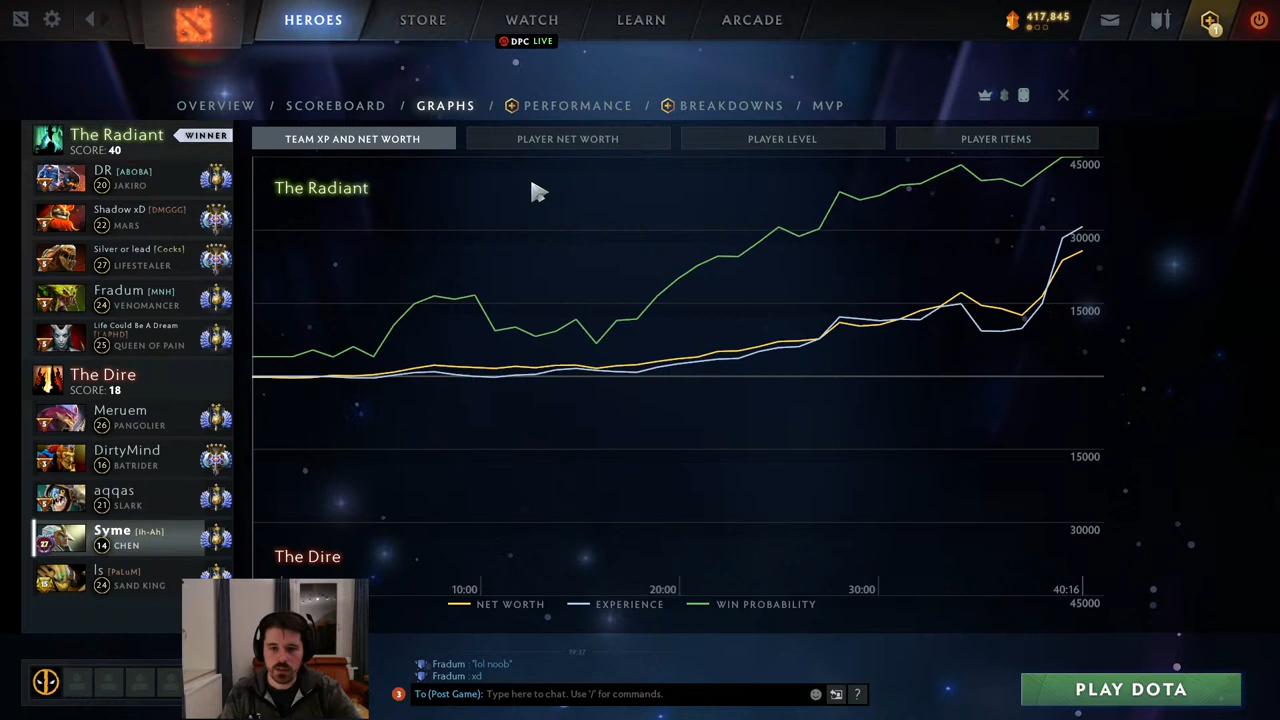 HEROES STORE WATCH LEARN ARCADE
417,845
1
DPC LIVE
OVERVIEW / SCOREBOARD / GRAPHS / PERFORMANCE / BREAKDOWNS / MVP
The Radiant WINNER
SCORE: 40
TEAM XP AND NET WORTH PLAYER NET WORTH PLAYER LEVEL PLAYER ITEMS
DR [ABOBA]
20 JAKIRO
Shadow xD [DMGGG]
22 MARS
Silver or lead [Cocks]
27 LIFESTEALER
Fradum [MNH]
24 VENOMANCER
Life Could Be A Dream
[LAPHD]
25 QUEEN OF PAIN
The Dire
SCORE: 18
Meruem
26 PANGOLIER
DirtyMind
16 BATRIDER
aqqas
21 SLARK
Syme [Ih-Ah]
27
14 CHEN
ls [PaLuM]
24 SAND KING
The Radiant
45000
30000
15000
15000
30000
45000
The Dire
10:00 20:00 30:00 40:16
NET WORTH EXPERIENCE WIN PROBABILITY
19:37
Fradum : "lol noob"
Fradum : xd
3 To (Post Game): Type here to chat. Use '/' for commands. ?
PLAY DOTA